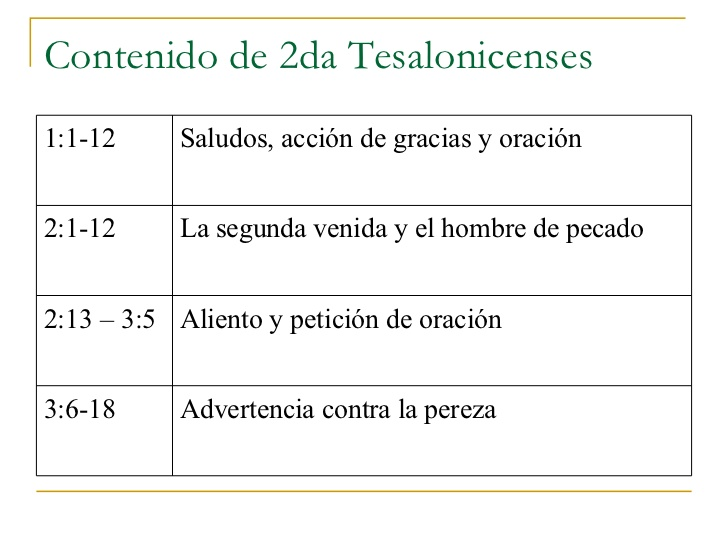 Contenido de 2da Tesalonicenses
1:1-12 Saludos, acción de gracias y oración
2:1-12 La segunda venida y el hombre de pecado
2:13 – 3:5 Aliento y petición de oración
3:6-18 Advertencia contra la pereza